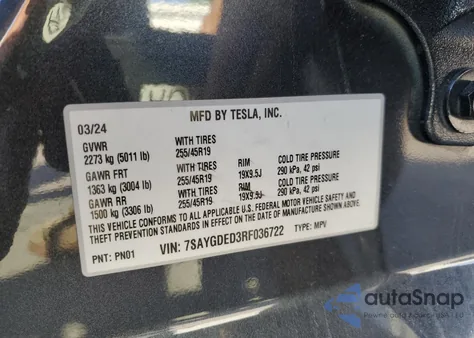 MFD BY TESLA, INC.
03/24
GVWR WITH TIRES
2273 kg (5011 lb) 255/45R19
GAWR FRT WITH TIRES RIM COLD TIRE PRESSURE
1363 kg (3004 lb) 255/45R19 19X9.5J 290 kPa, 42 psi
GAWR RR WITH TIRES RIM COLD TIRE PRESSURE
1500 kg (3306 lb) 255/45R19 19X9.5J 290 kPa, 42 psi
THIS VEHICLE CONFORMS TO ALL APPLICABLE U.S. FEDERAL MOTOR VEHICLE SAFETY AND
THEFT PREVENTION STANDARDS IN EFFECT ON THE DATE OF MANUFACTURE SHOWN ABOVE.
PNT: PN01 VIN: 7SAYGDED3RF036722 TYPE: MPV
autoSnap